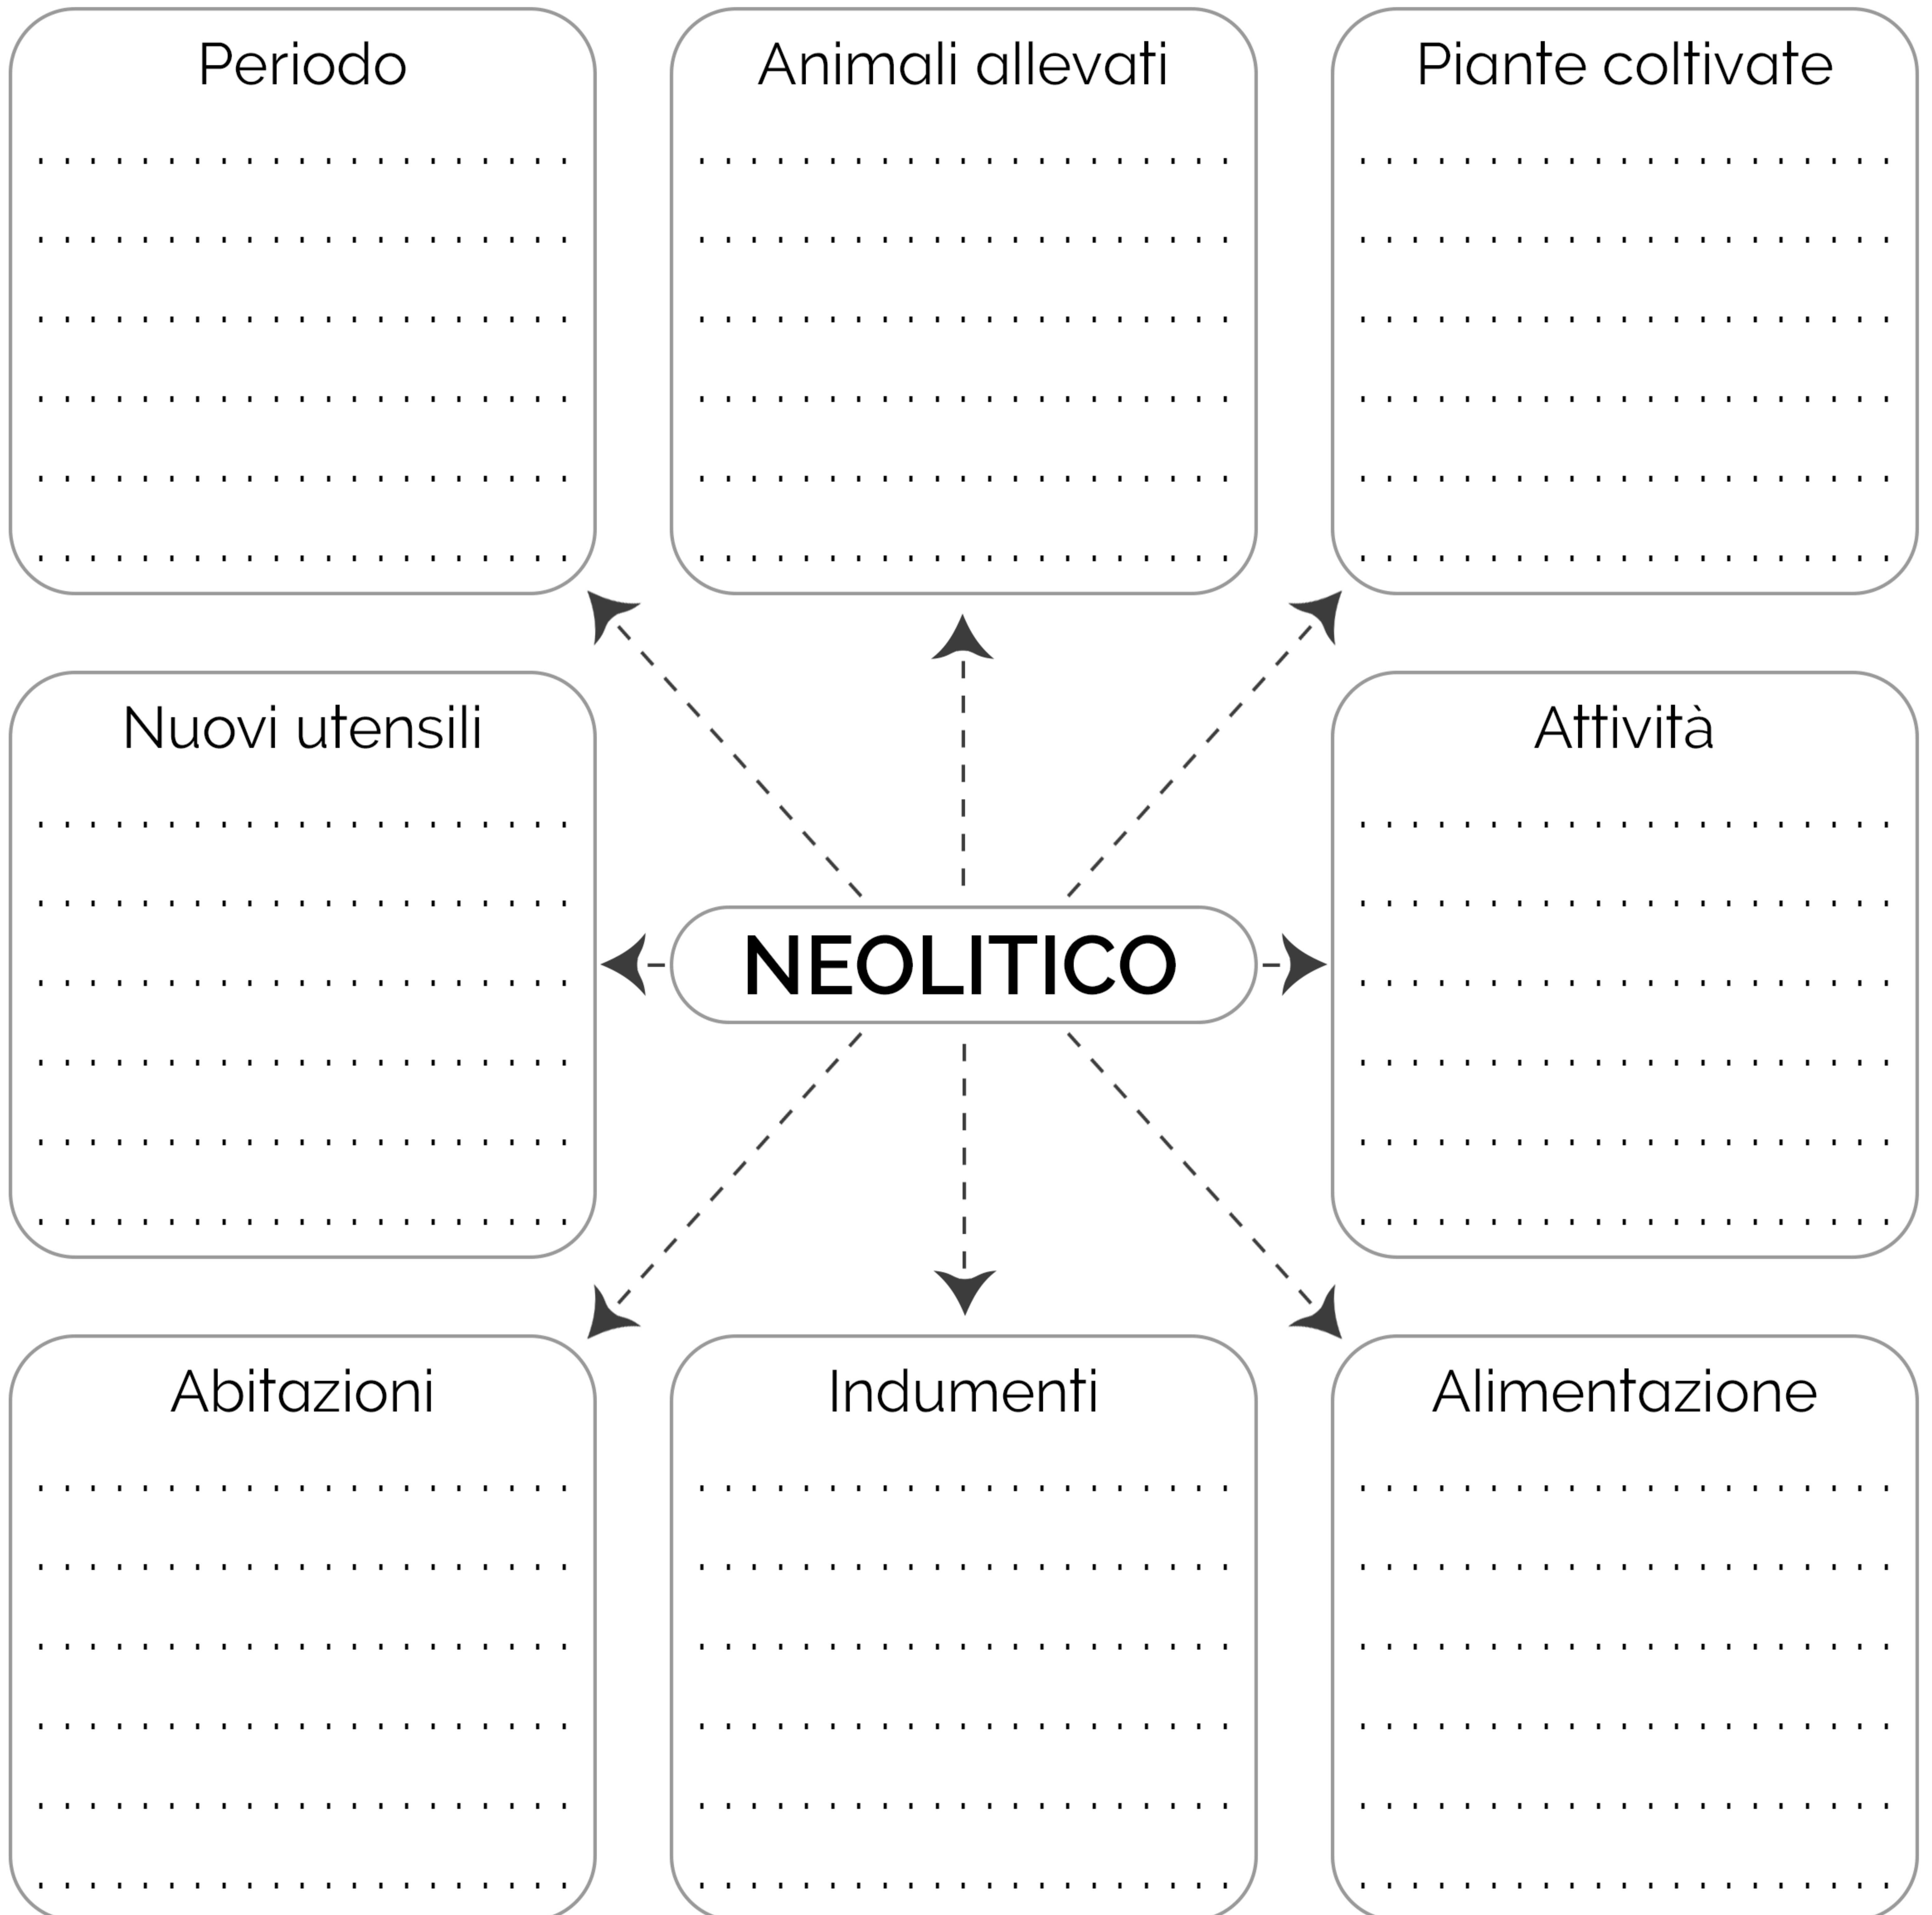 Periodo
Animali allevati
Piante coltivate
Nuovi utensili
Attività
NEOLITICO
Abitazioni
Indumenti
Alimentazione